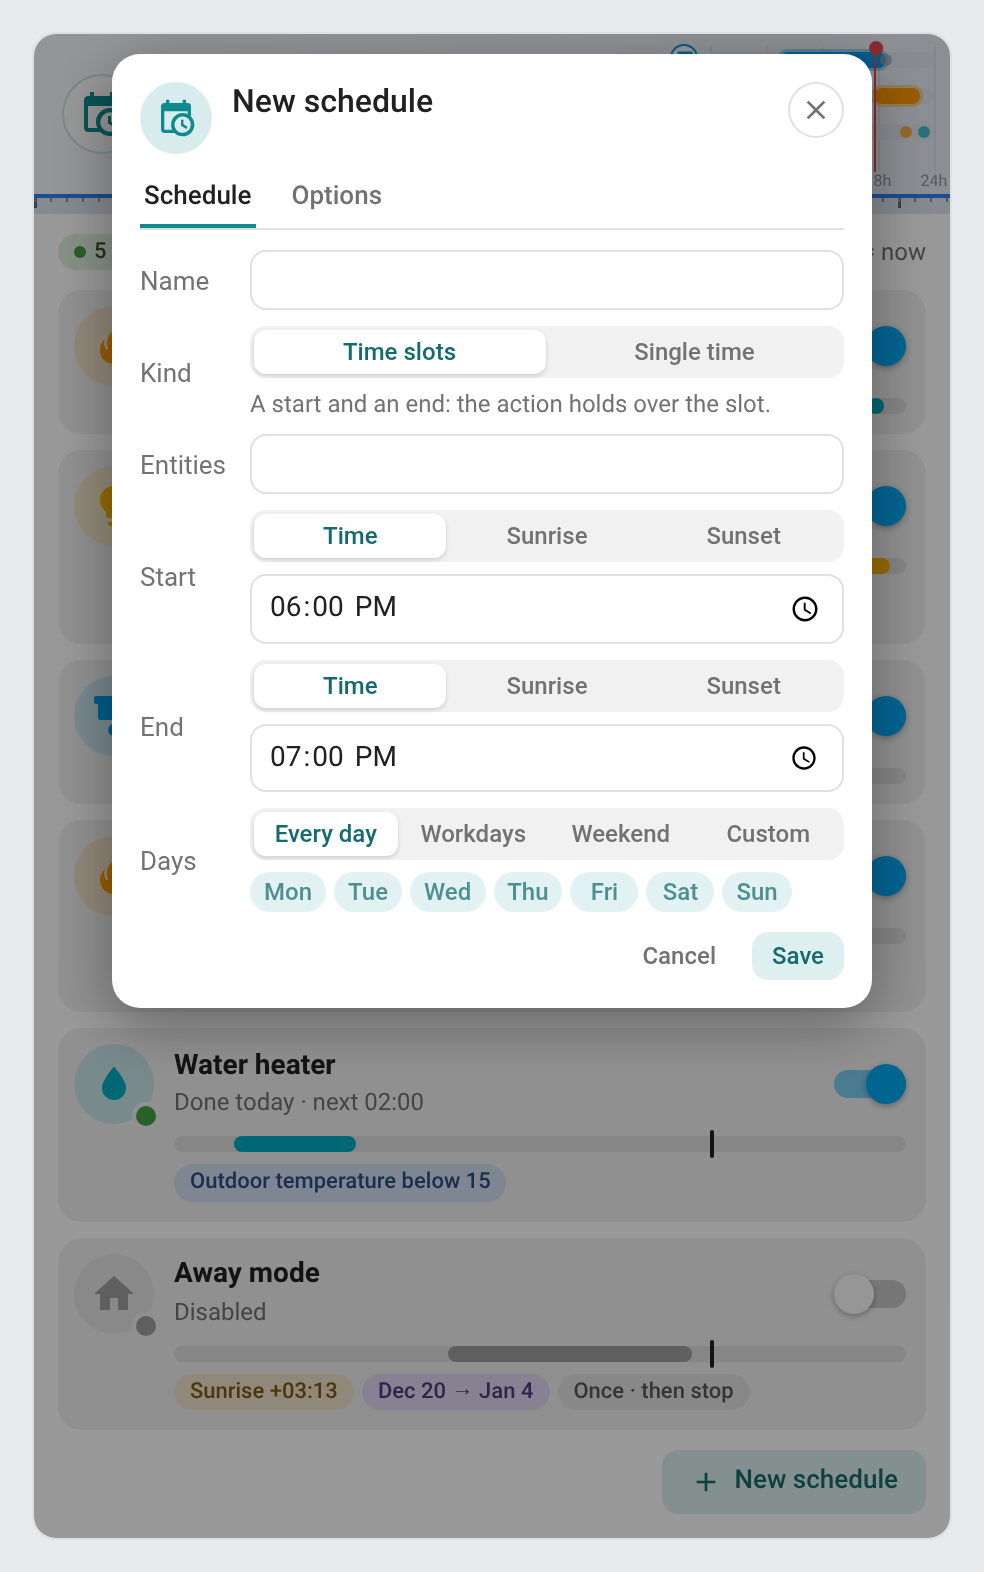 New schedule
Schedule Options
8h 24h
5
now
Name
Kind
Time slots Single time
A start and an end: the action holds over the slot.
Entities
Start
Time Sunrise Sunset
06:00 PM
End
Time Sunrise Sunset
07:00 PM
Days
Every day Workdays Weekend Custom
Mon Tue Wed Thu Fri Sat Sun
Cancel Save
Water heater
Done today · next 02:00
Outdoor temperature below 15
Away mode
Disabled
Sunrise +03:13 Dec 20 → Jan 4 Once · then stop
+ New schedule